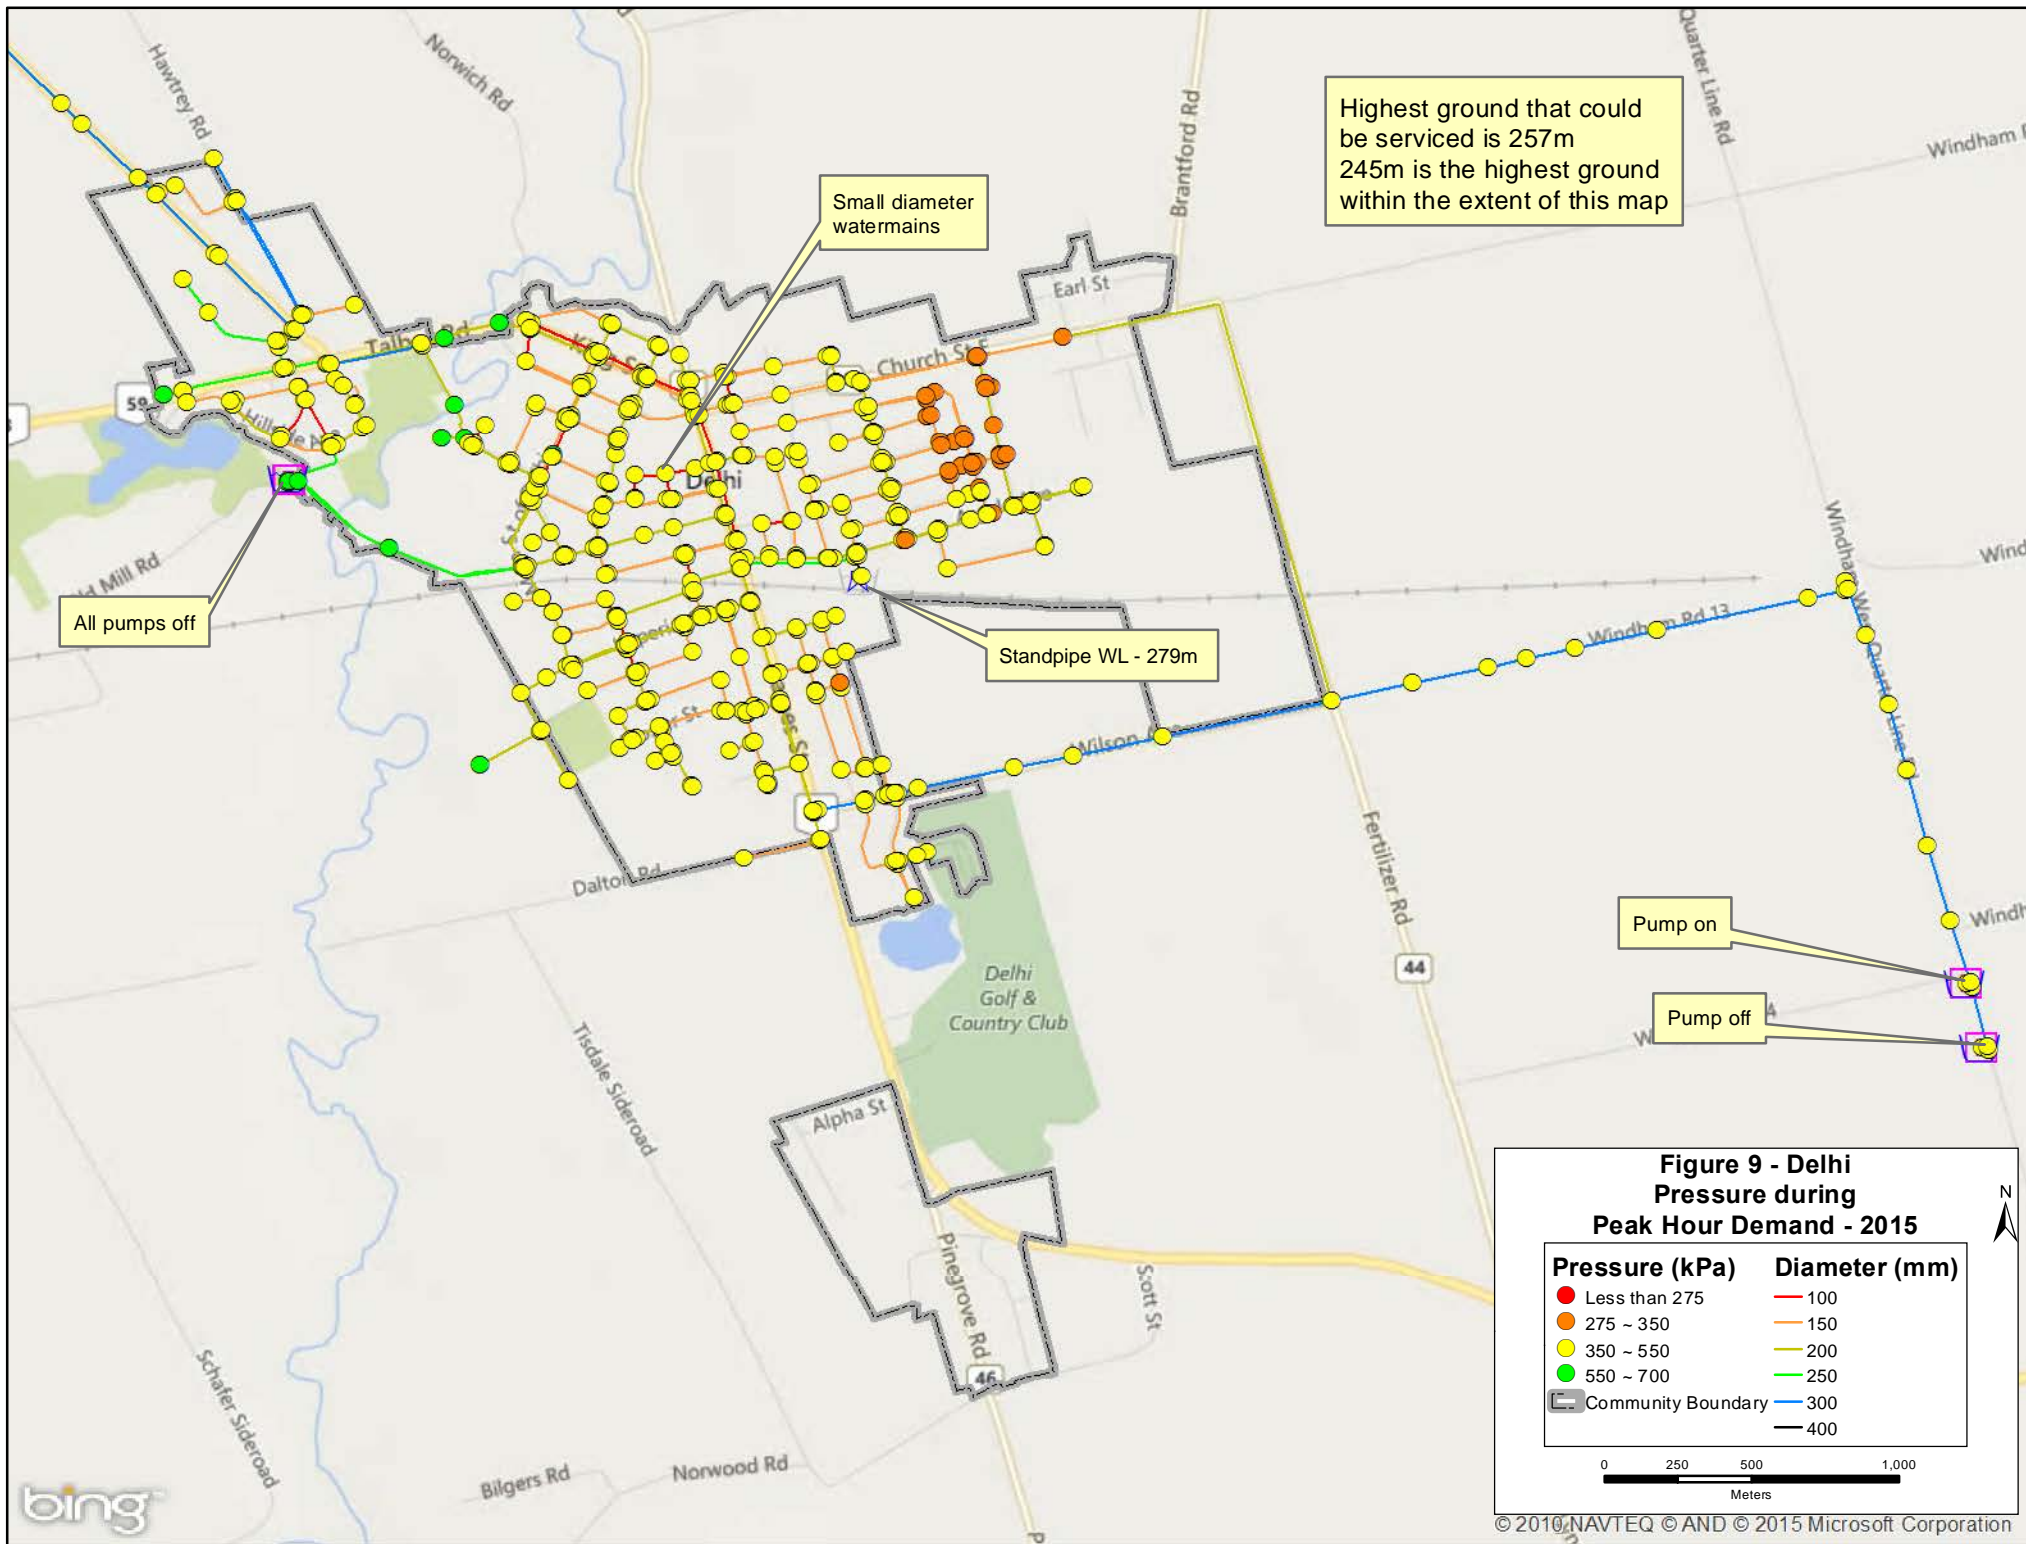 Hawtrey Rd
Norwich Rd
Brantford Rd
Quarter Line Rd
Highest ground that could
be serviced is 257m
245m is the highest ground
within the extent of this map
Small diameter
watermains
Earl St
Church St E
59
Delhi
All pumps off
Standpipe WL - 279m
Windham Rd 13
Dalton Rd
Fertilizer Rd
44
Pump on
Pump off
Delhi
Golf &
Country Club
Tisdale Sideroad
Alpha St
Pinegrove Rd
Scott St
46
Schafer Sideroad
Bilgers Rd
Norwood Rd
Figure 9 - Delhi
Pressure during
Peak Hour Demand - 2015
N
Pressure (kPa) Diameter (mm)
Less than 275 100
275 ~ 350 150
350 ~ 550 200
550 ~ 700 250
Community Boundary 300
400
0 250 500 1,000
Meters
bing
© 2010 NAVTEQ © AND © 2015 Microsoft Corporation